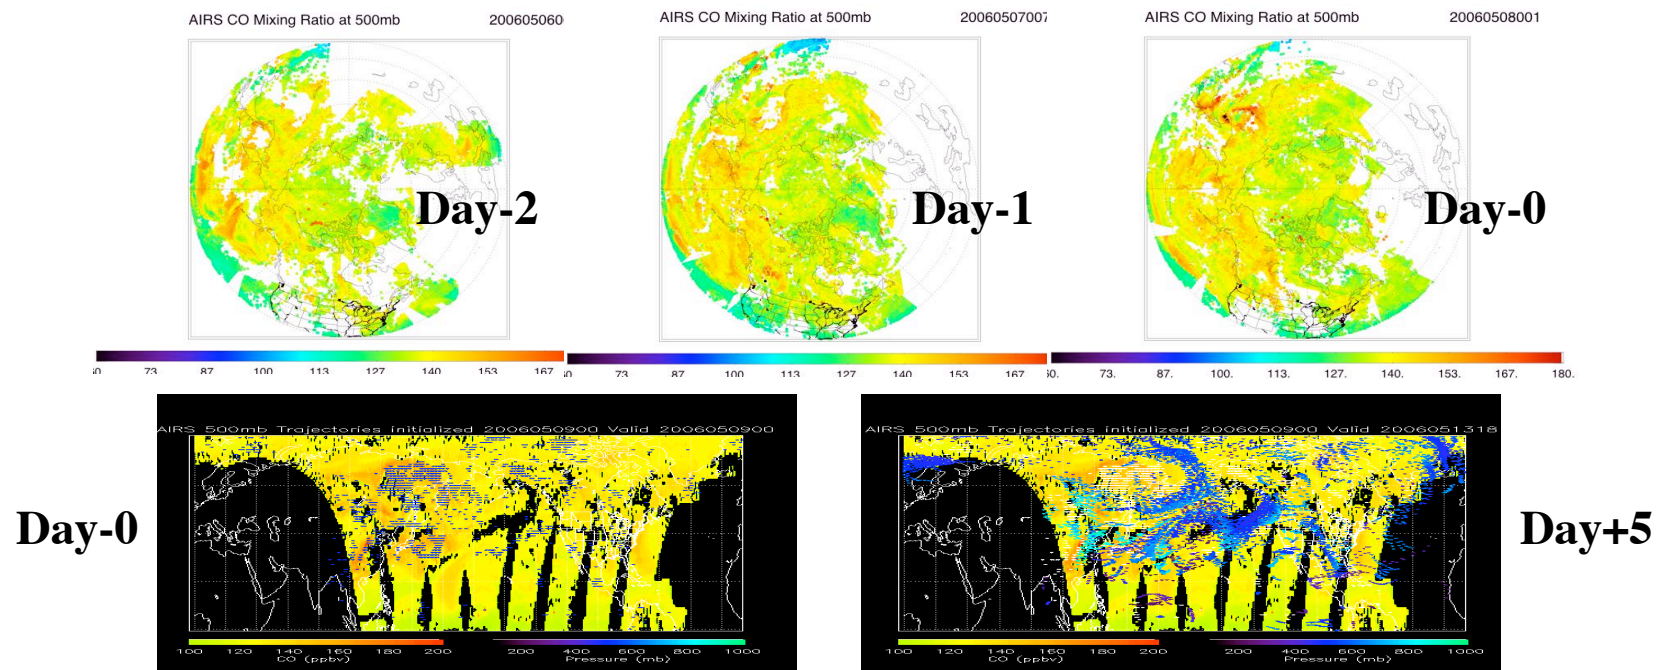 AIRS CO Mixing Ratio at 500mb 2006050606
AIRS CO Mixing Ratio at 500mb 20060507007
AIRS CO Mixing Ratio at 500mb 20060508001
Day-2
Day-1
Day-0
60 73 87 100 113 127 140 153 167
60 73 87 100 113 127 140 153 167
60. 73. 87. 100. 113. 127. 140. 153. 167. 180.
AIRS 500mb Trajectories initialized 2006050900 Valid 2006050900
AIRS 500mb Trajectories initialized 2006050900 Valid 2006051318
Day-0
Day+5
100 120 140 160 180 200 200 400 600 800 1000
CO (ppbv) Pressure (mb)
100 120 140 160 180 200 200 400 600 800 1000
CO (ppbv) Pressure (mb)